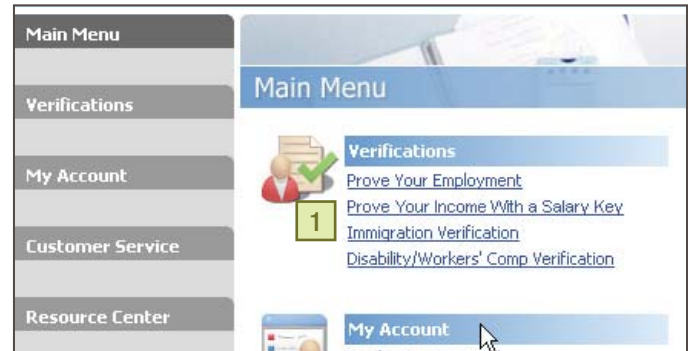 Main Menu
Verifications
My Account
Customer Service
Resource Center
Main Menu
Verifications
Prove Your Employment
Prove Your Income With a Salary Key
1
Immigration Verification
Disability/Workers' Comp Verification
My Account